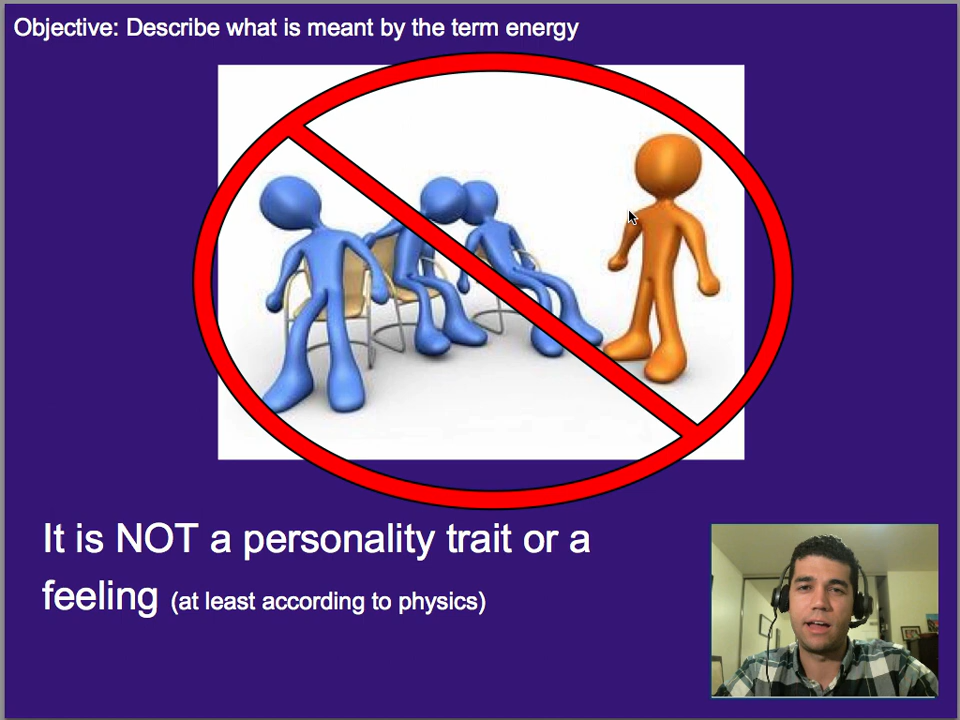 Objective: Describe what is meant by the term energy
It is NOT a personality trait or a
feeling (at least according to physics)